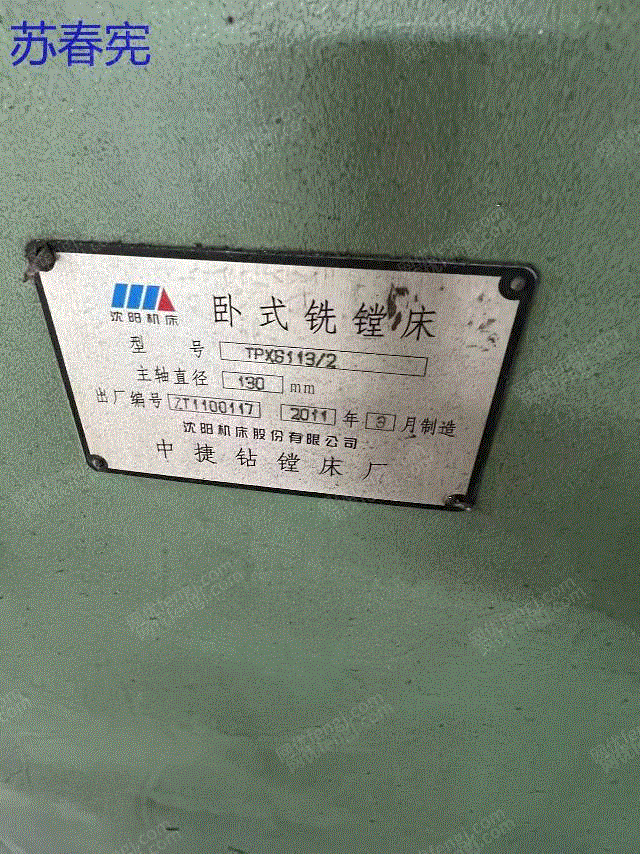 苏春宪
沈阳机床
卧式铣镗床
型 号 TPX6113/2
主轴直径 130 mm
出厂编号 ZT1100117 2011 年 9 月制造
沈阳机床股份有限公司
中捷钻镗床厂